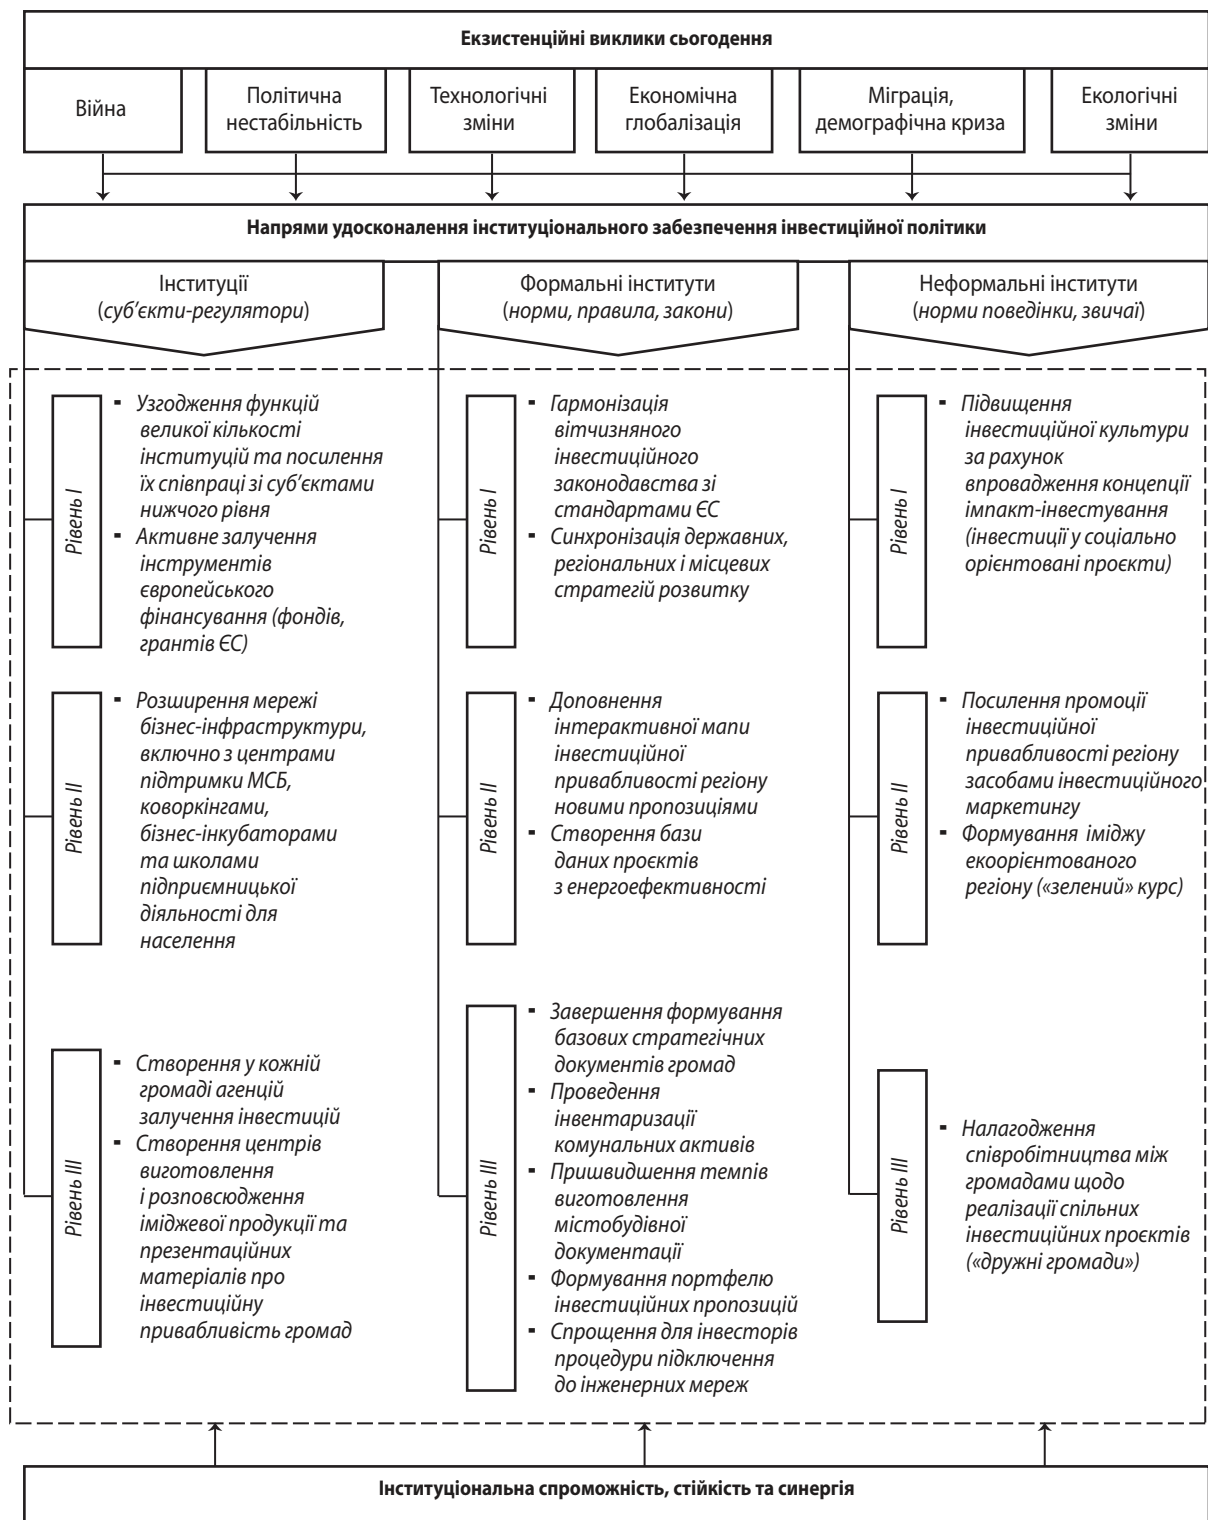 Екзистенційні виклики сьогодення
Війна
Політична
нестабільність
Технологічні
зміни
Економічна
глобалізація
Міграція,
демографічна криза
Екологічні
зміни
Напрями удосконалення інституціонального забезпечення інвестиційної політики
Інституції
(суб’єкти-регулятори)
Формальні інститути
(норми, правила, закони)
Неформальні інститути
(норми поведінки, звичаї)
Рівень I
▪ Узгодження функцій
великої кількості
інституцій та посилення
їх співпраці зі суб’єктами
нижчого рівня
▪ Активне залучення
інструментів
європейського
фінансування (фондів,
грантів ЄС)
Рівень I
▪ Гармонізація
вітчизняного
інвестиційного
законодавства зі
стандартами ЄС
▪ Синхронізація державних,
регіональних і місцевих
стратегій розвитку
Рівень I
▪ Підвищення
інвестиційної культури
за рахунок
впровадження концепції
імпакт-інвестування
(інвестиції у соціально
орієнтовані проєкти)
Рівень II
▪ Розширення мережі
бізнес-інфраструктури,
включно з центрами
підтримки МСБ,
коворкінгами,
бізнес-інкубаторами
та школами
підприємницької
діяльності для
населення
Рівень II
▪ Доповнення
інтерактивної мапи
інвестиційної
привабливості регіону
новими пропозиціями
▪ Створення бази
даних проєктів
з енергоефективності
Рівень II
▪ Посилення промоції
інвестиційної
привабливості регіону
засобами інвестиційного
маркетингу
▪ Формування іміджу
екоорієнтованого
регіону («зелений» курс)
Рівень III
▪ Створення у кожній
громаді агенцій
залучення інвестицій
▪ Створення центрів
виготовлення
і розповсюдження
іміджевої продукції та
презентаційних
матеріалів про
інвестиційну
привабливість громад
Рівень III
▪ Завершення формування
базових стратегічних
документів громад
▪ Проведення
інвентаризації
комунальних активів
▪ Пришвидшення темпів
виготовлення
містобудівної
документації
▪ Формування портфелю
інвестиційних пропозицій
▪ Спрощення для інвесторів
процедури підключення
до інженерних мереж
Рівень III
▪ Налагодження
співробітництва між
громадами щодо
реалізації спільних
інвестиційних проєктів
(«дружні громади»)
Інституціональна спроможність, стійкість та синергія